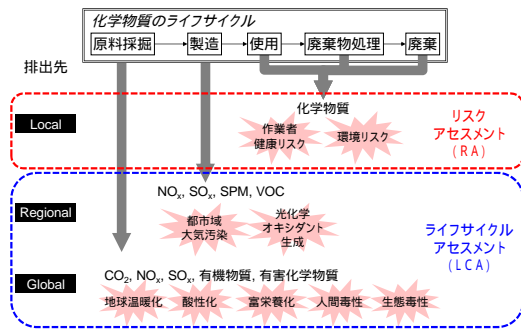 化学物質のライフサイクル
原料採掘 製造 使用 廃棄物処理 廃棄
排出先
化学物質
Local
作業者
健康リスク
環境リスク
リスク
アセスメント
(RA)
NOx, SOx, SPM, VOC
Regional
都市域
大気汚染
光化学
オキシダント
生成
ライフサイクル
アセスメント
(LCA)
CO2, NOx, SOx, 有機物質, 有害化学物質
Global
地球温暖化 酸性化 富栄養化 人間毒性 生態毒性